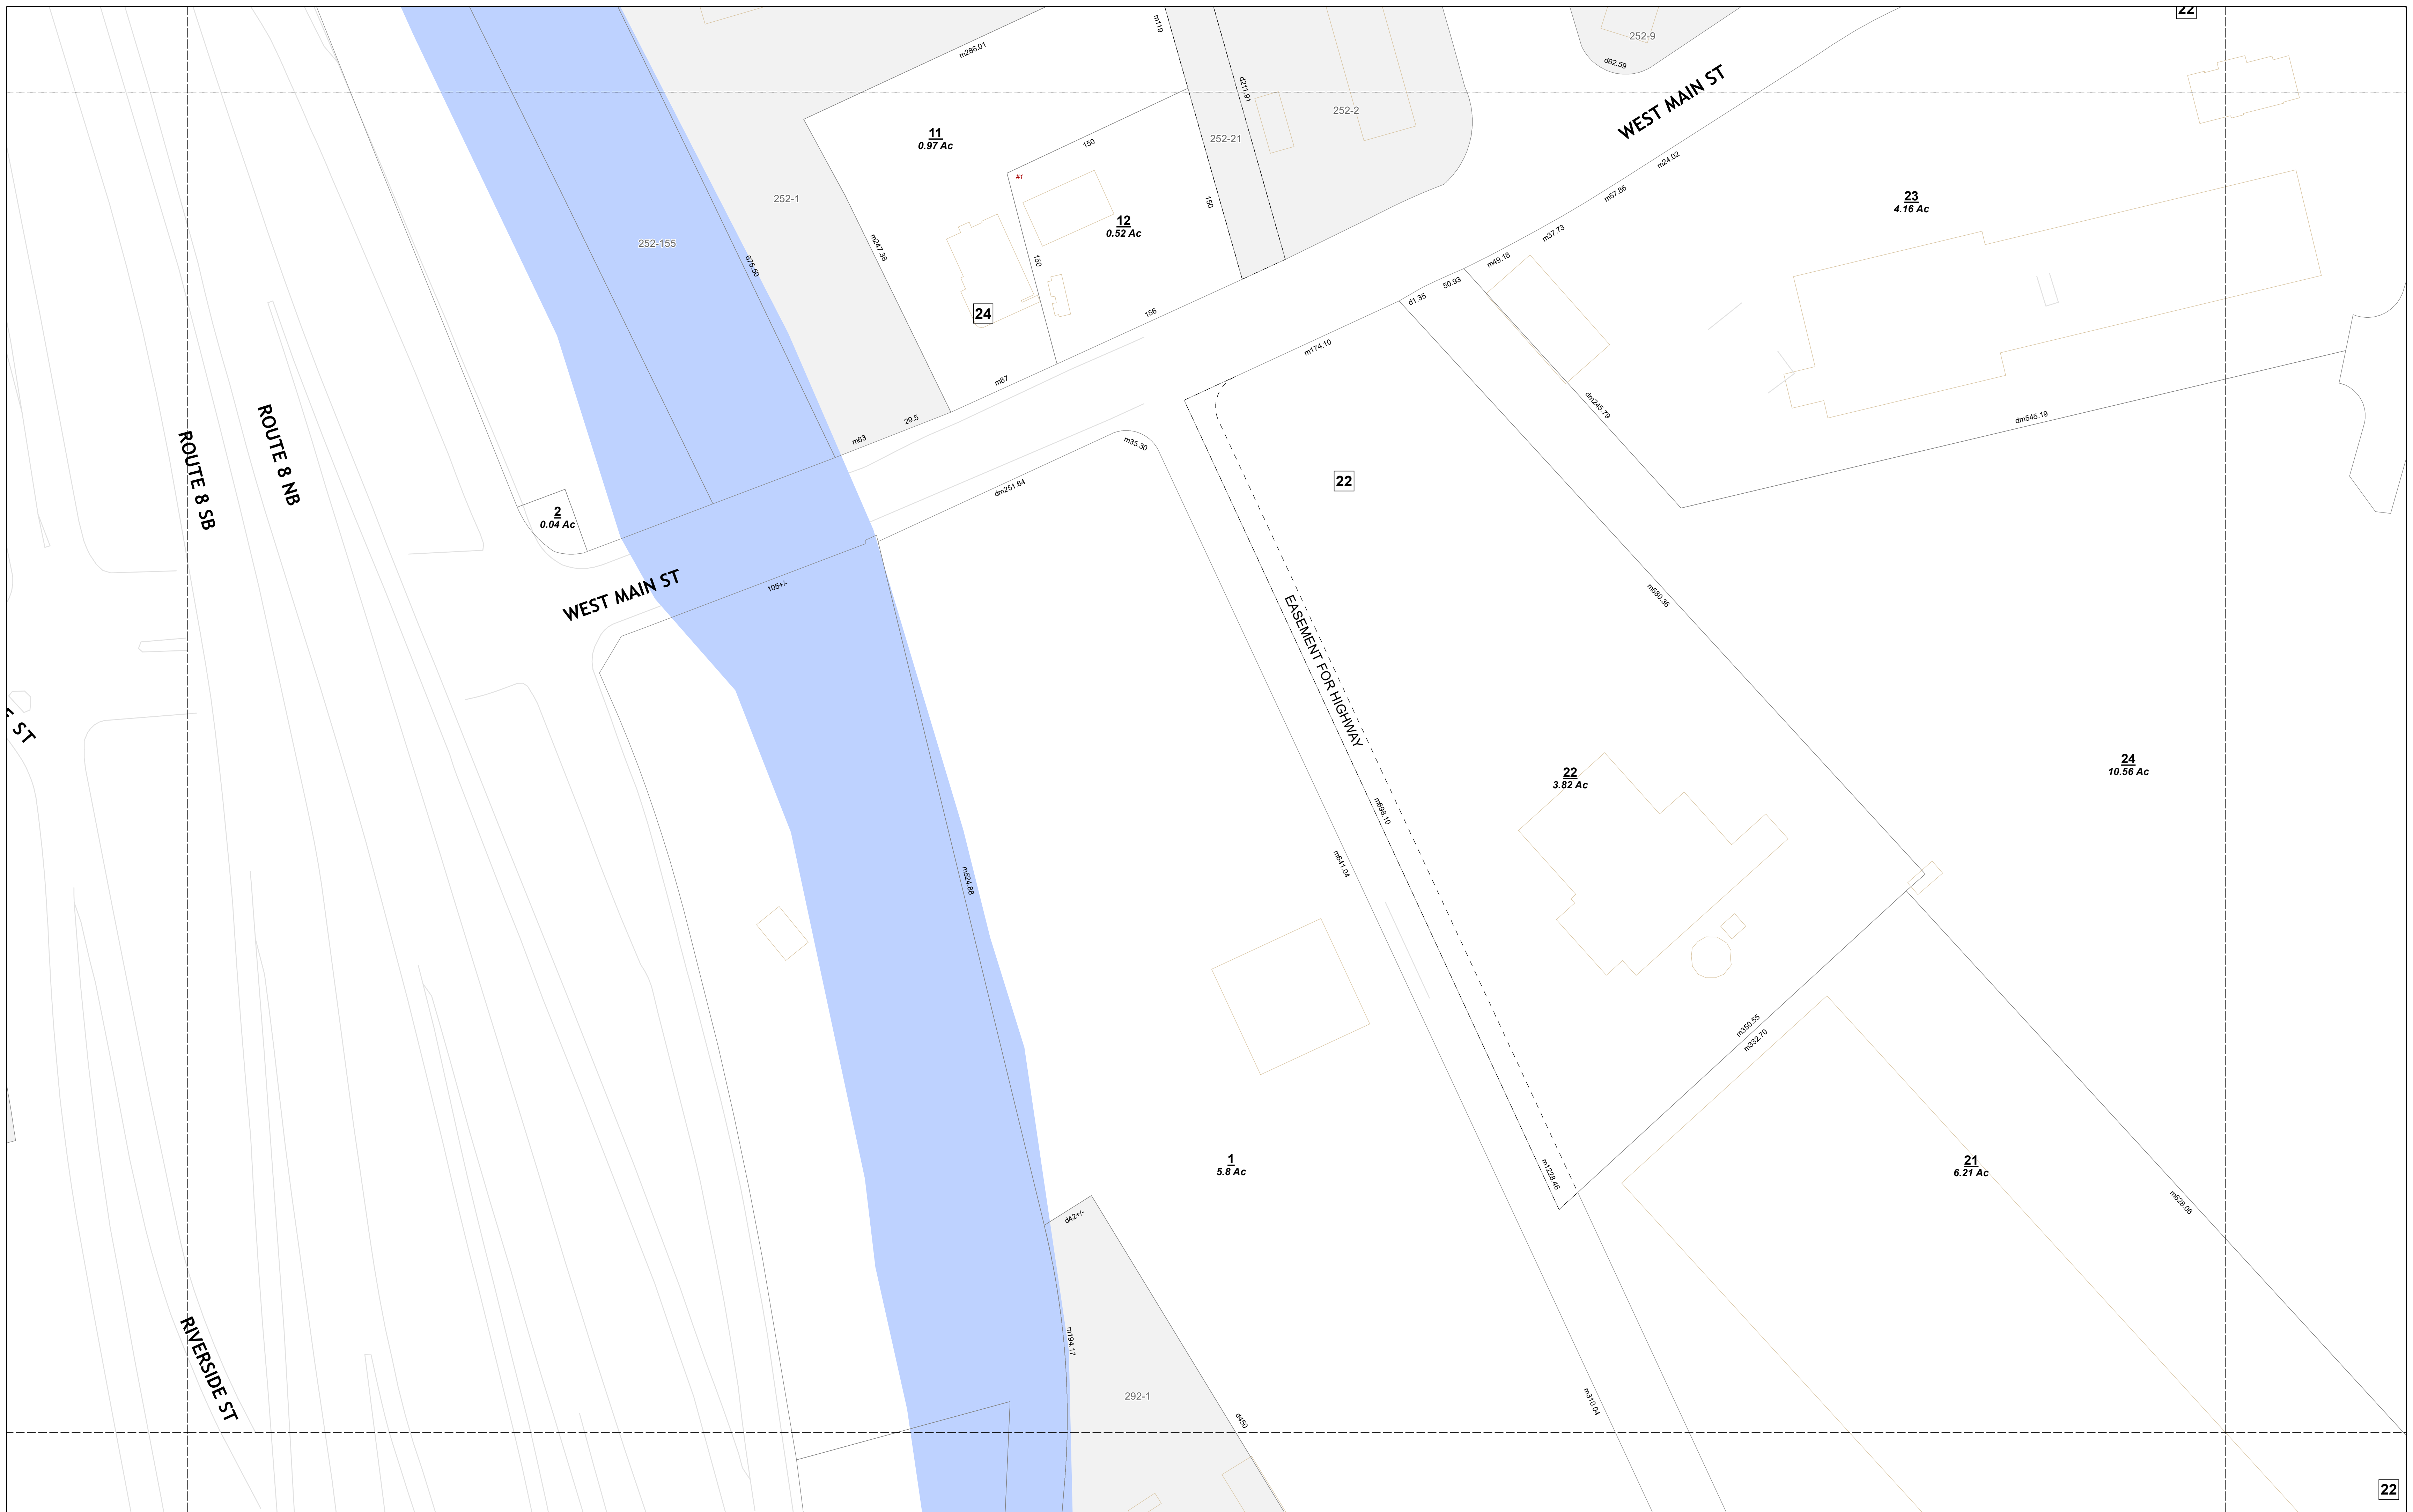 22
m119
252-9
m286.01
d62.59
d211.91
WEST MAIN ST
252-2
11
0.97 Ac
252-21
150
m24.02
#1
m57.86
23
4.16 Ac
252-1
150
12
0.52 Ac
m37.73
252-155
m247.38
150
m49.18
675.50
50.93
d1.35
24
156
m174.10
m87
dm245.79
dm545.19
29.5
m63
m35.30
ROUTE 8 NB
ROUTE 8 SB
22
dm251.64
2
0.04 Ac
105+/-
WEST MAIN ST
m580.36
EASEMENT FOR HIGHWAY
ST
24
10.56 Ac
22
3.82 Ac
m698.10
m641.04
m524.88
m350.55
m332.70
1
5.8 Ac
21
6.21 Ac
m1228.46
m628.06
d42+/-
m194.17
RIVERSIDE ST
292-1
m310.04
d450
22